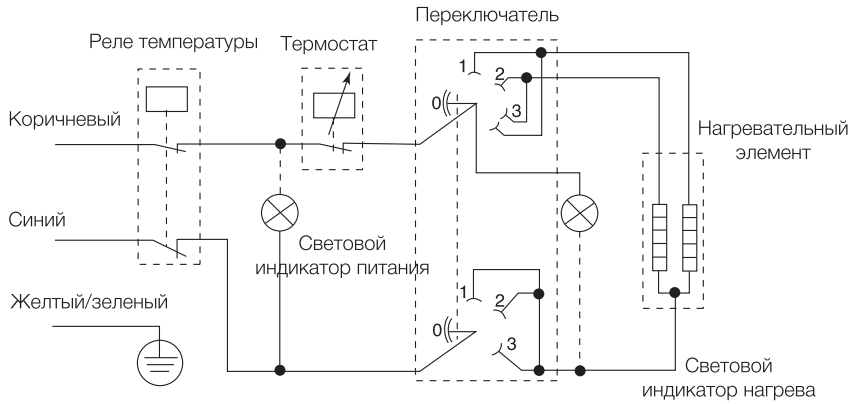 Переключатель
Реле температуры
Термостат
1
2
0
3
Коричневый
Нагревательный
элемент
Синий
Световой
индикатор питания
1
2
Желтый/зеленый
0
3
Световой
индикатор нагрева